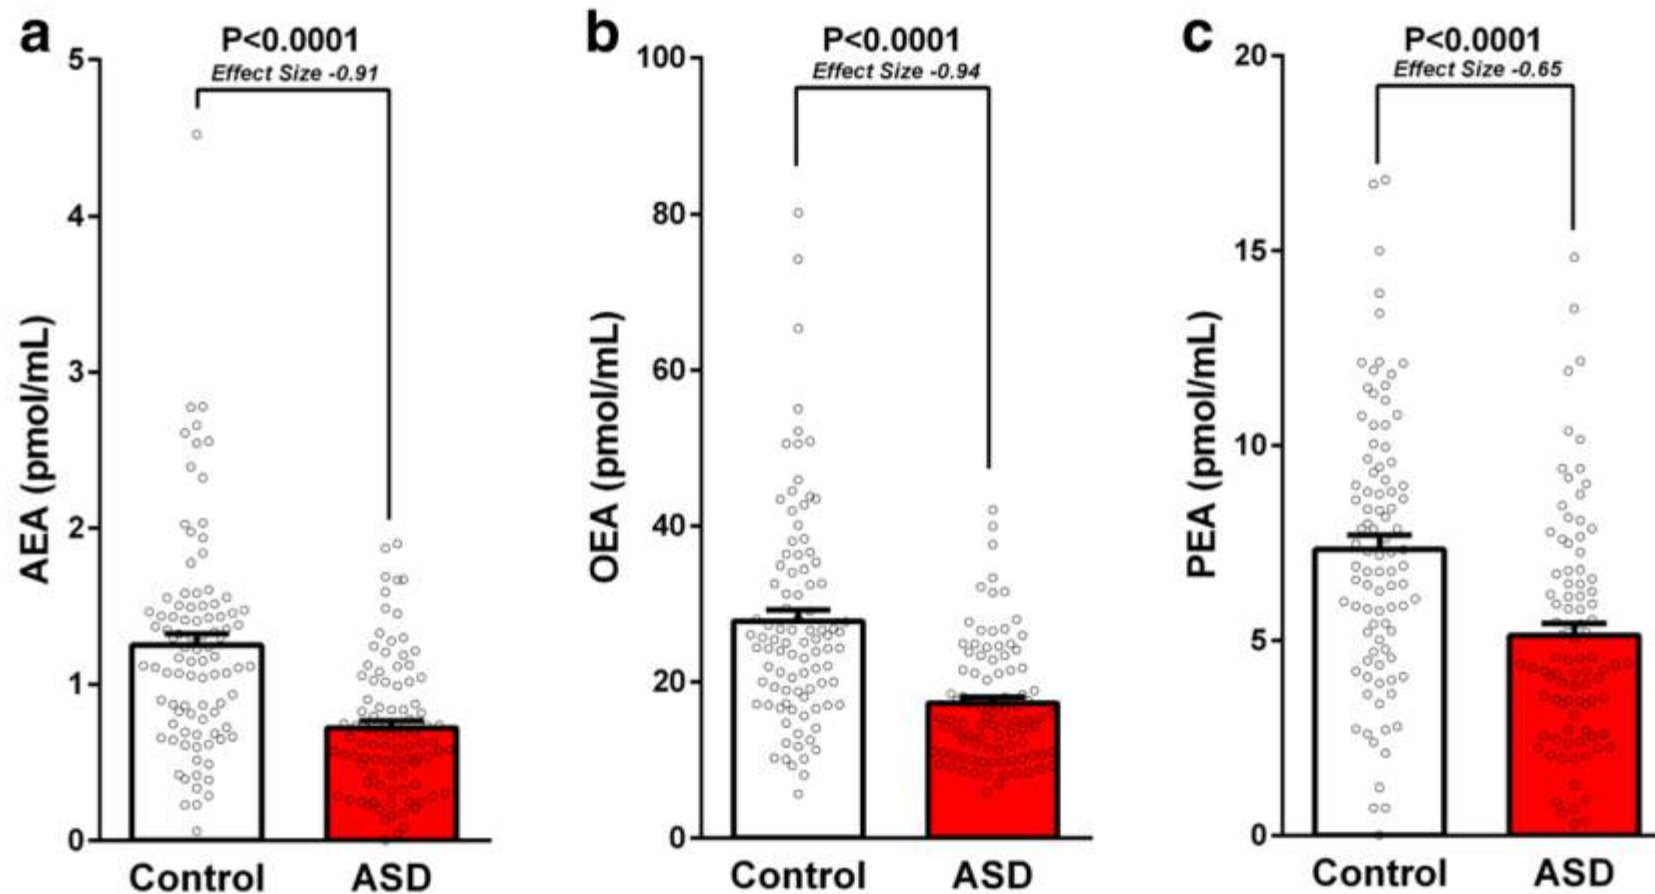 a
P<0.0001
Effect Size -0.91
AEA (pmol/mL)
5
4
3
2
1
0
Control
ASD
b
P<0.0001
Effect Size -0.94
OEA (pmol/mL)
100
80
60
40
20
0
Control
ASD
c
P<0.0001
Effect Size -0.65
PEA (pmol/mL)
20
15
10
5
0
Control
ASD